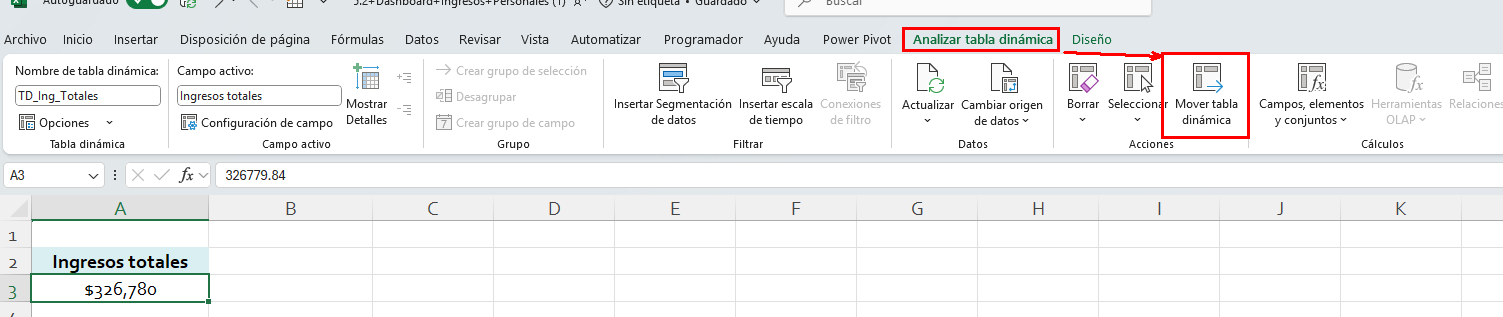 Autoguardado
5.2+Dashboard+Ingresos+Personales (1)
Sin etiqueta • Guardado
Buscar
Archivo Inicio Insertar Disposición de página Fórmulas Datos Revisar Vista Automatizar Programador Ayuda Power Pivot Analizar tabla dinámica Diseño
Nombre de tabla dinámica:
TD_Ing_Totales
Opciones
Tabla dinámica
Campo activo:
Ingresos totales
Configuración de campo
Mostrar
Detalles
Campo activo
Crear grupo de selección
Desagrupar
Crear grupo de campo
Grupo
Insertar Segmentación
de datos
Insertar escala
de tiempo
Conexiones
de filtro
Filtrar
Actualizar
Cambiar origen
de datos
Datos
Borrar
Seleccionar
Mover tabla
dinámica
Acciones
Campos, elementos
y conjuntos
Herramientas
OLAP
Relaciones
Cálculos
A3
fx
326779.84
A B C D E F G H I J K
1
2 Ingresos totales
3 $326,780